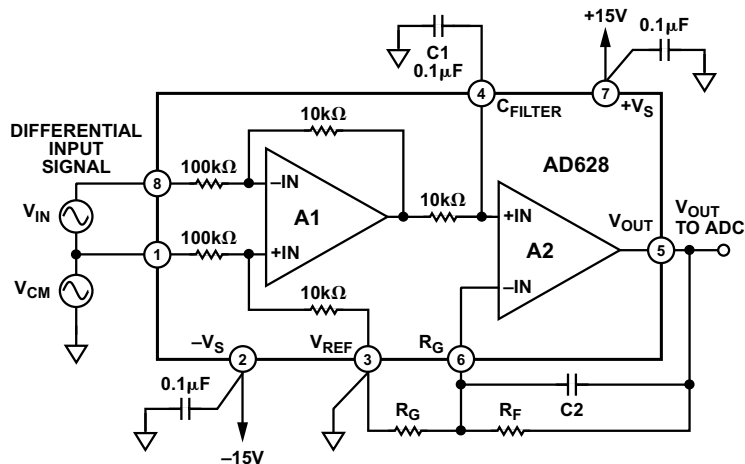 +15V
0.1μF
C1
0.1μF
4
7
CFILTER
+VS
10kΩ
DIFFERENTIAL
INPUT
SIGNAL
100kΩ
AD628
8
–IN
VIN
A1
10kΩ
+IN
VOUT
VOUT
TO ADC
100kΩ
A2
1
+IN
5
VCM
10kΩ
–IN
–VS
VREF
RG
2
3
6
0.1μF
C2
RG
RF
–15V